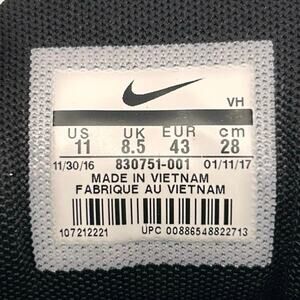 VH
US UK EUR cm
11 8.5 43 28
11/30/16 830751-001 01/11/17
MADE IN VIETNAM
FABRIQUE AU VIETNAM
107212221 UPC 00886548822713